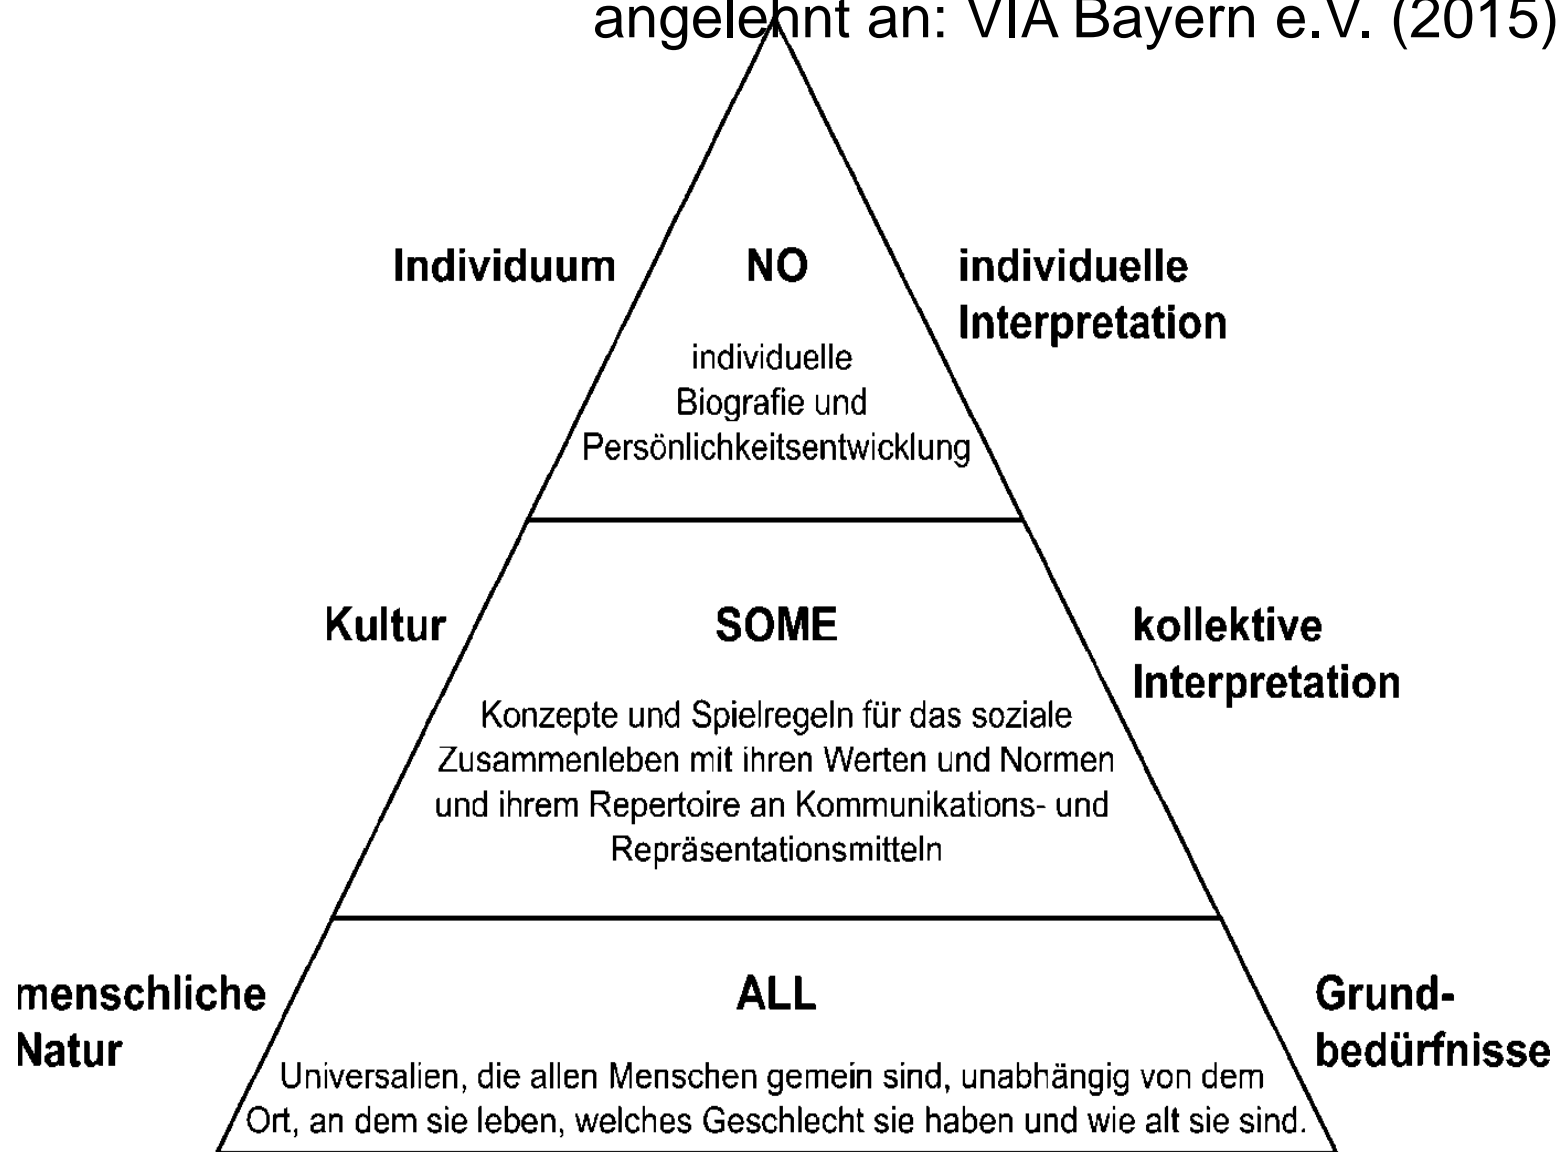 angelehnt an: VIA Bayern e.V. (2015)
Individuum
NO
individuelle
Interpretation
individuelle
Biografie und
Persönlichkeitsentwicklung
Kultur
SOME
kollektive
Interpretation
Konzepte und Spielregeln für das soziale
Zusammenleben mit ihren Werten und Normen
und ihrem Repertoire an Kommunikations- und
Repräsentationsmitteln
menschliche
Natur
ALL
Grund-
bedürfnisse
Universalien, die allen Menschen gemein sind, unabhängig von dem
Ort, an dem sie leben, welches Geschlecht sie haben und wie alt sie sind.